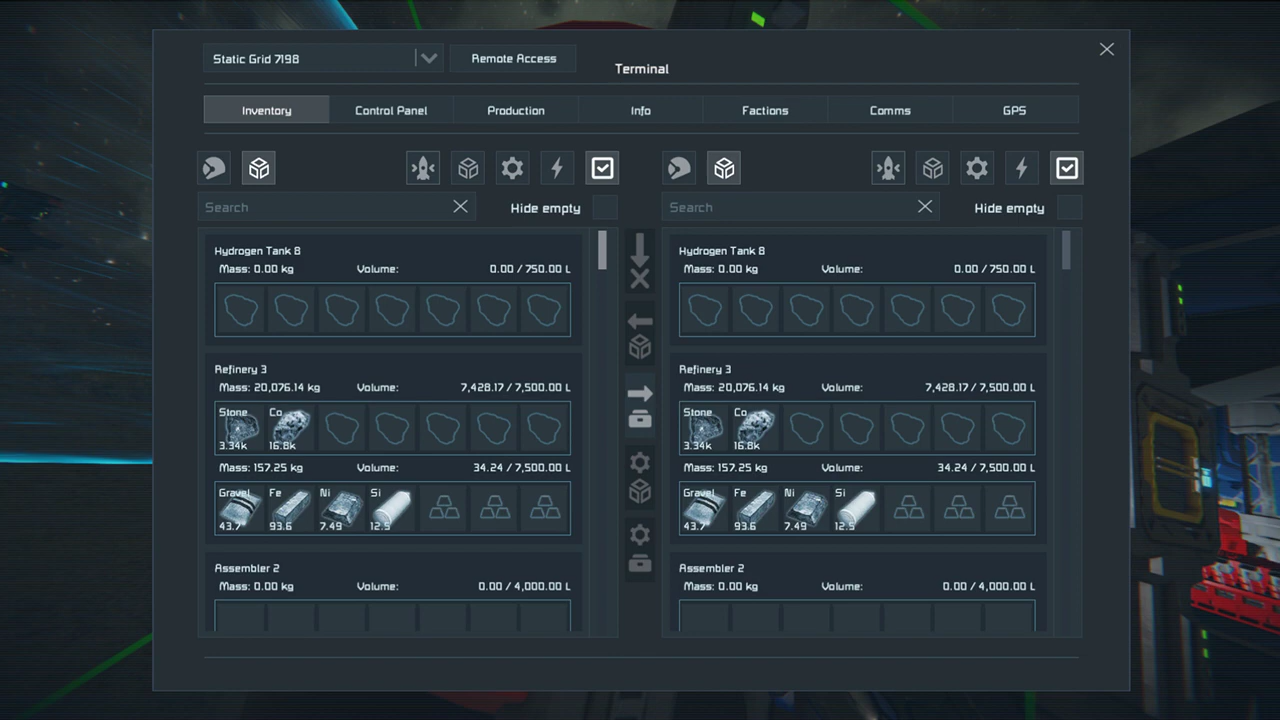 Static Grid 7198
Remote Access
Terminal
Inventory
Control Panel
Production
Info
Factions
Comms
GPS
Search
Hide empty
Hydrogen Tank 8
Mass: 0.00 kg
Volume:
0.00 / 750.00 L
Refinery 3
Mass: 20,076.14 kg
Volume:
7,428.17 / 7,500.00 L
Stone
Co
3.34k
16.8k
Mass: 157.25 kg
Volume:
34.24 / 7,500.00 L
Gravel
Fe
Ni
Si
43.7
93.6
7.49
12.5
Assembler 2
Mass: 0.00 kg
Volume:
0.00 / 4,000.00 L
Search
Hide empty
Hydrogen Tank 8
Mass: 0.00 kg
Volume:
0.00 / 750.00 L
Refinery 3
Mass: 20,076.14 kg
Volume:
7,428.17 / 7,500.00 L
Stone
Co
3.34k
16.8k
Mass: 157.25 kg
Volume:
34.24 / 7,500.00 L
Gravel
Fe
Ni
Si
43.7
93.6
7.49
12.5
Assembler 2
Mass: 0.00 kg
Volume:
0.00 / 4,000.00 L